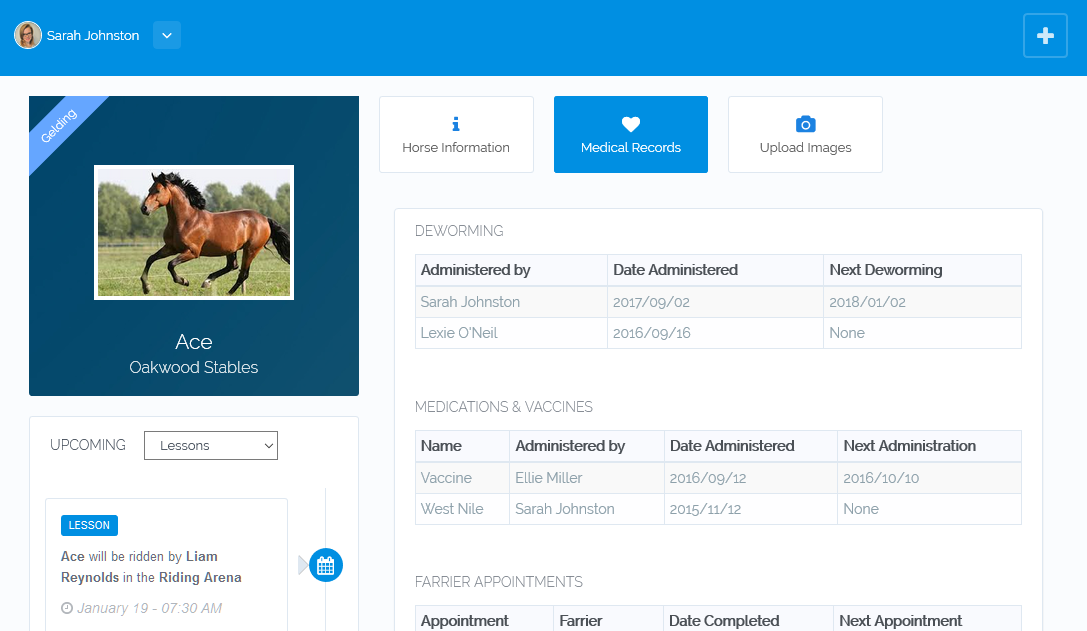 Sarah Johnston
Gelding
Ace
Oakwood Stables
UPCOMING Lessons
LESSON
Ace will be ridden by Liam
Reynolds in the Riding Arena
January 19 - 07:30 AM
Horse Information
Medical Records
Upload Images
DEWORMING
Administered by Date Administered Next Deworming
Sarah Johnston 2017/09/02 2018/01/02
Lexie O'Neil 2016/09/16 None
MEDICATIONS & VACCINES
Name Administered by Date Administered Next Administration
Vaccine Ellie Miller 2016/09/12 2016/10/10
West Nile Sarah Johnston 2015/11/12 None
FARRIER APPOINTMENTS
Appointment Farrier Date Completed Next Appointment